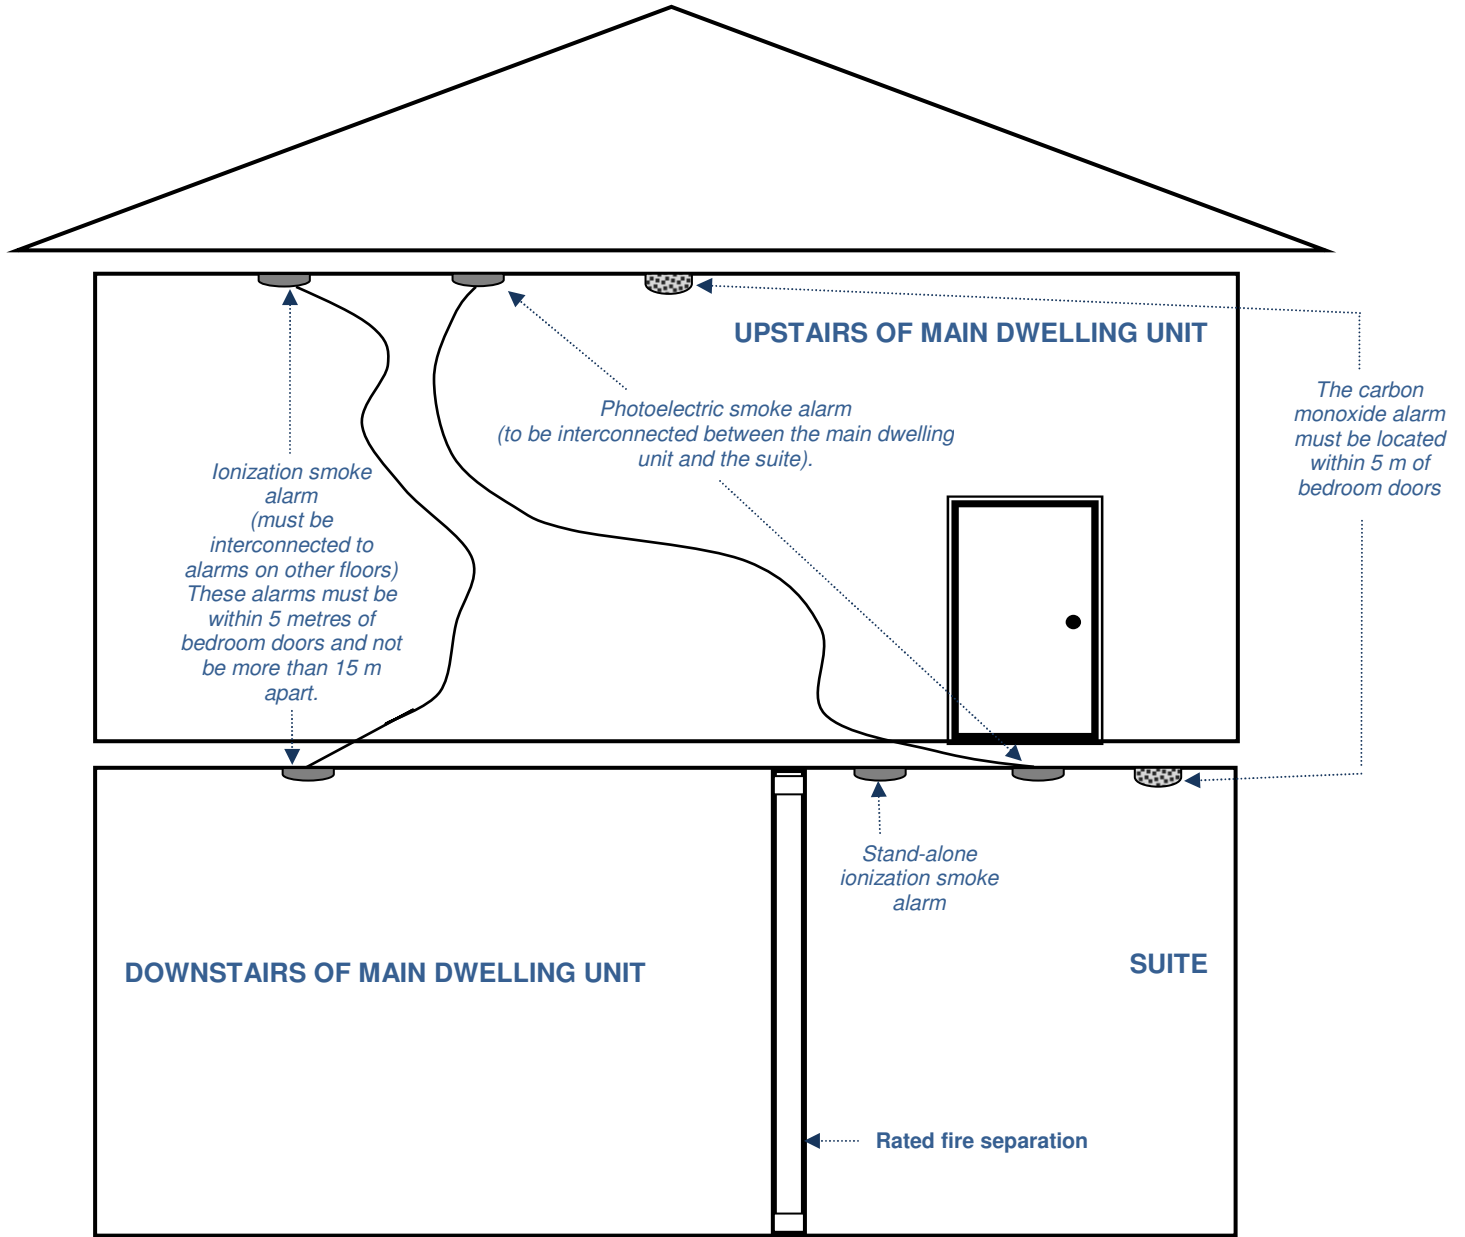 UPSTAIRS OF MAIN DWELLING UNIT
Photoelectric smoke alarm
(to be interconnected between the main dwelling
unit and the suite).
The carbon
monoxide alarm
must be located
within 5 m of
bedroom doors
Ionization smoke
alarm
(must be
interconnected to
alarms on other floors)
These alarms must be
within 5 metres of
bedroom doors and not
be more than 15 m
apart.
Stand-alone
ionization smoke
alarm
DOWNSTAIRS OF MAIN DWELLING UNIT
SUITE
Rated fire separation